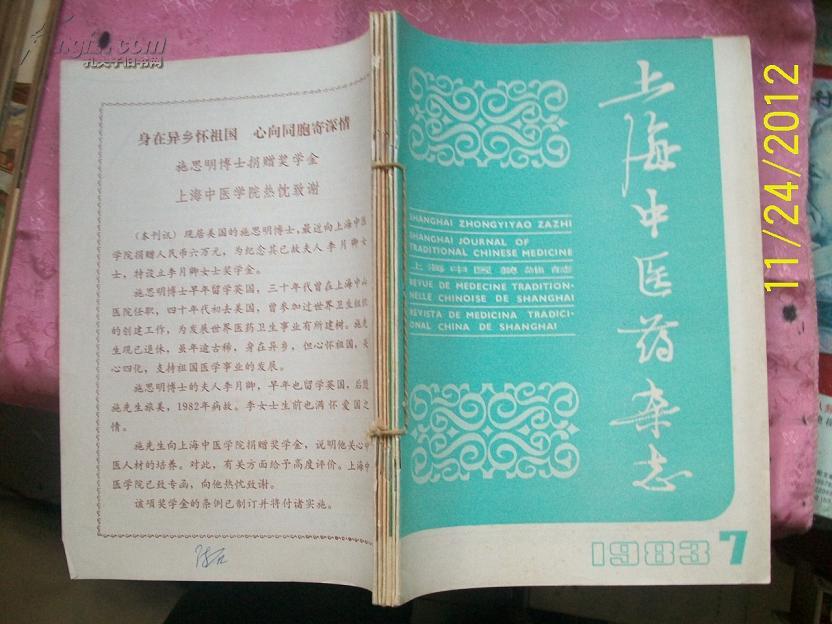 kongfz.com
孔夫子旧书网
身在异乡怀祖国 心向同胞寄深情
施思明博士捐赠奖学金
上海中医学院热忱致谢
(本刊讯)现居美国的施思明博士,最近向上海中医
学院捐赠人民币六万元,为纪念其已故夫人李月卿女
士,特设立李月卿女士奖学金。
施思明博士早年留学英国,三十年代曾在上海中山
医院任职,四十年代初去美国,曾参加过世界卫生组织
的创建工作,为发展世界医药卫生事业有所建树。施先
生现已退休,虽年逾古稀,身在异乡,但心怀祖国,关
心四化,支持祖国医学事业的发展。
施思明博士的夫人李月卿,早年也留学英国,后随
施先生旅美,1982年病故。李女士生前也满怀爱国之
情。
施先生向上海中医学院捐赠奖学金,说明他关心中
医人材的培养。对此,有关方面给予高度评价。上海中
医学院已致专函,向他热忱致谢。
该项奖学金的条例已制订并将付诸实施。
上海中医药杂志
SHANGHAI ZHONGYIYAO ZAZHI
SHANGHAI JOURNAL OF
TRADITIONAL CHINESE MEDICINE
上海中医薬雑誌
REVUE DE MEDECINE TRADITION-
NELLE CHINOISE DE SHANGHAI
REVISTA DE MEDICINA TRADICI-
ONAL CHINA DE SHANGHAI
1983 7
11/24/2012